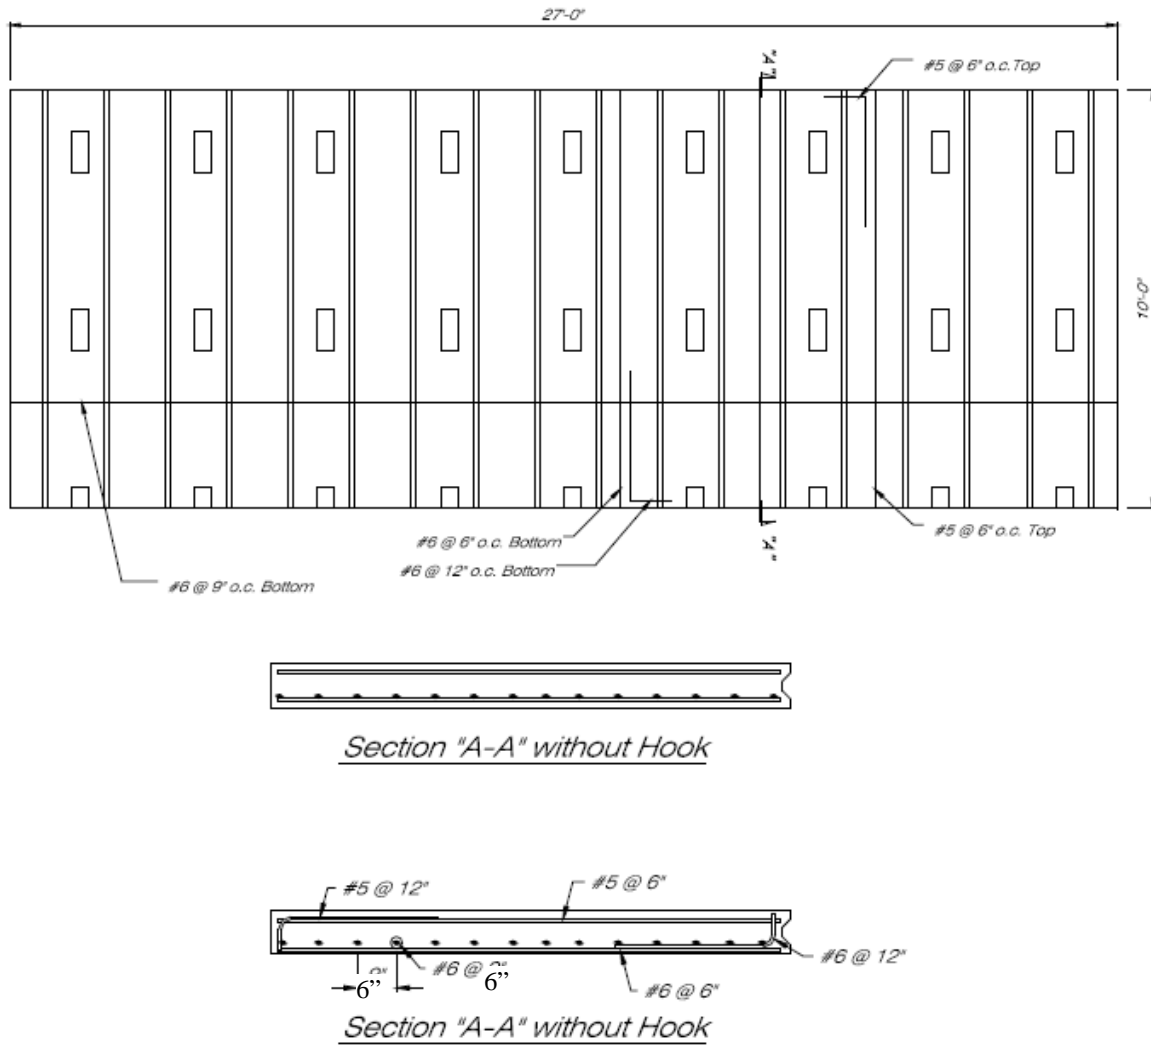 27'-0"
"A"
#5 @ 6" o.c. Top
10'-0"
#6 @ 6" o.c. Bottom
#6 @ 12" o.c. Bottom
"A"
#5 @ 6" o.c. Top
#6 @ 9" o.c. Bottom
Section "A-A" without Hook
#5 @ 12"
#5 @ 6"
#6 @ 12"
#6 @ 6”
6”
#6 @ 6"
Section "A-A" without Hook